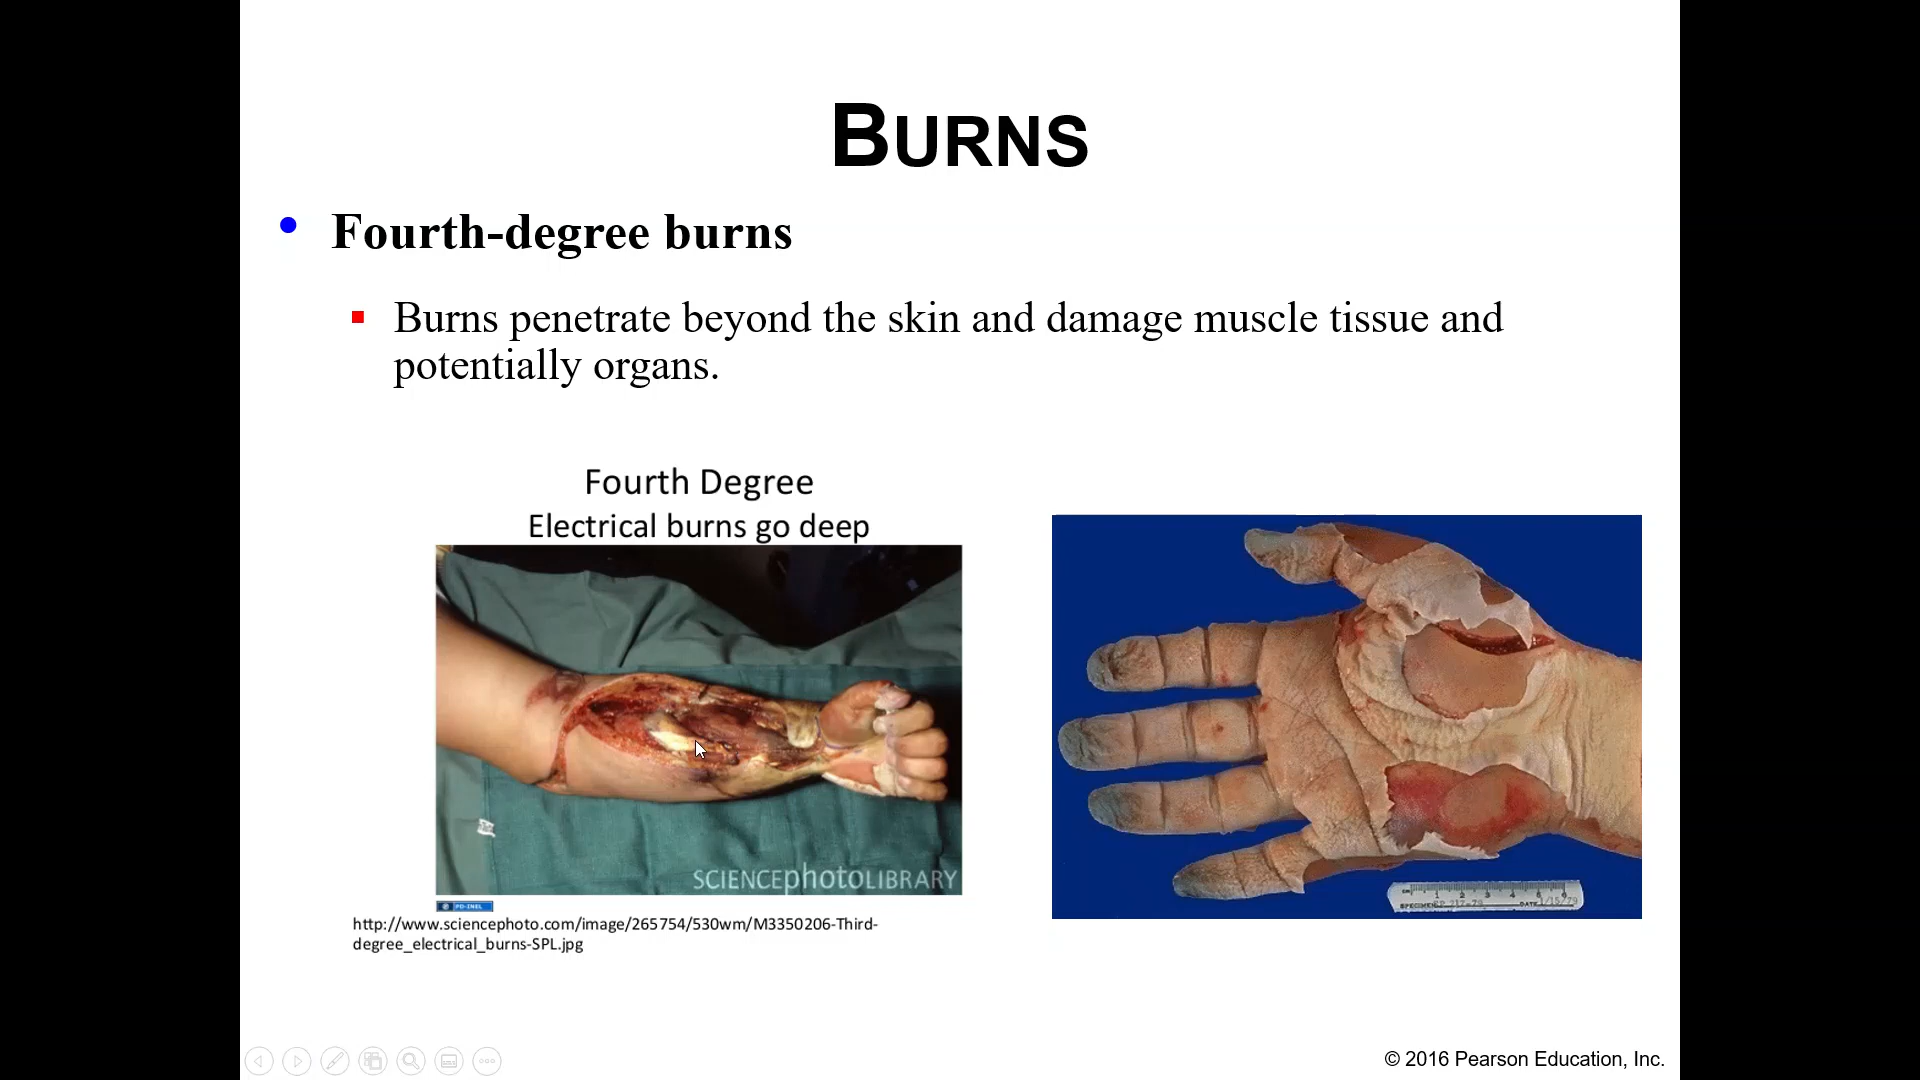 BURNS
• Fourth-degree burns
▪ Burns penetrate beyond the skin and damage muscle tissue and
potentially organs.
Fourth Degree
Electrical burns go deep
SCIENCEphotoLIBRARY
http://www.sciencephoto.com/image/265754/530wm/M3350206-Third-
degree_electrical_burns-SPL.jpg
SPECIMEN DATE
© 2016 Pearson Education, Inc.